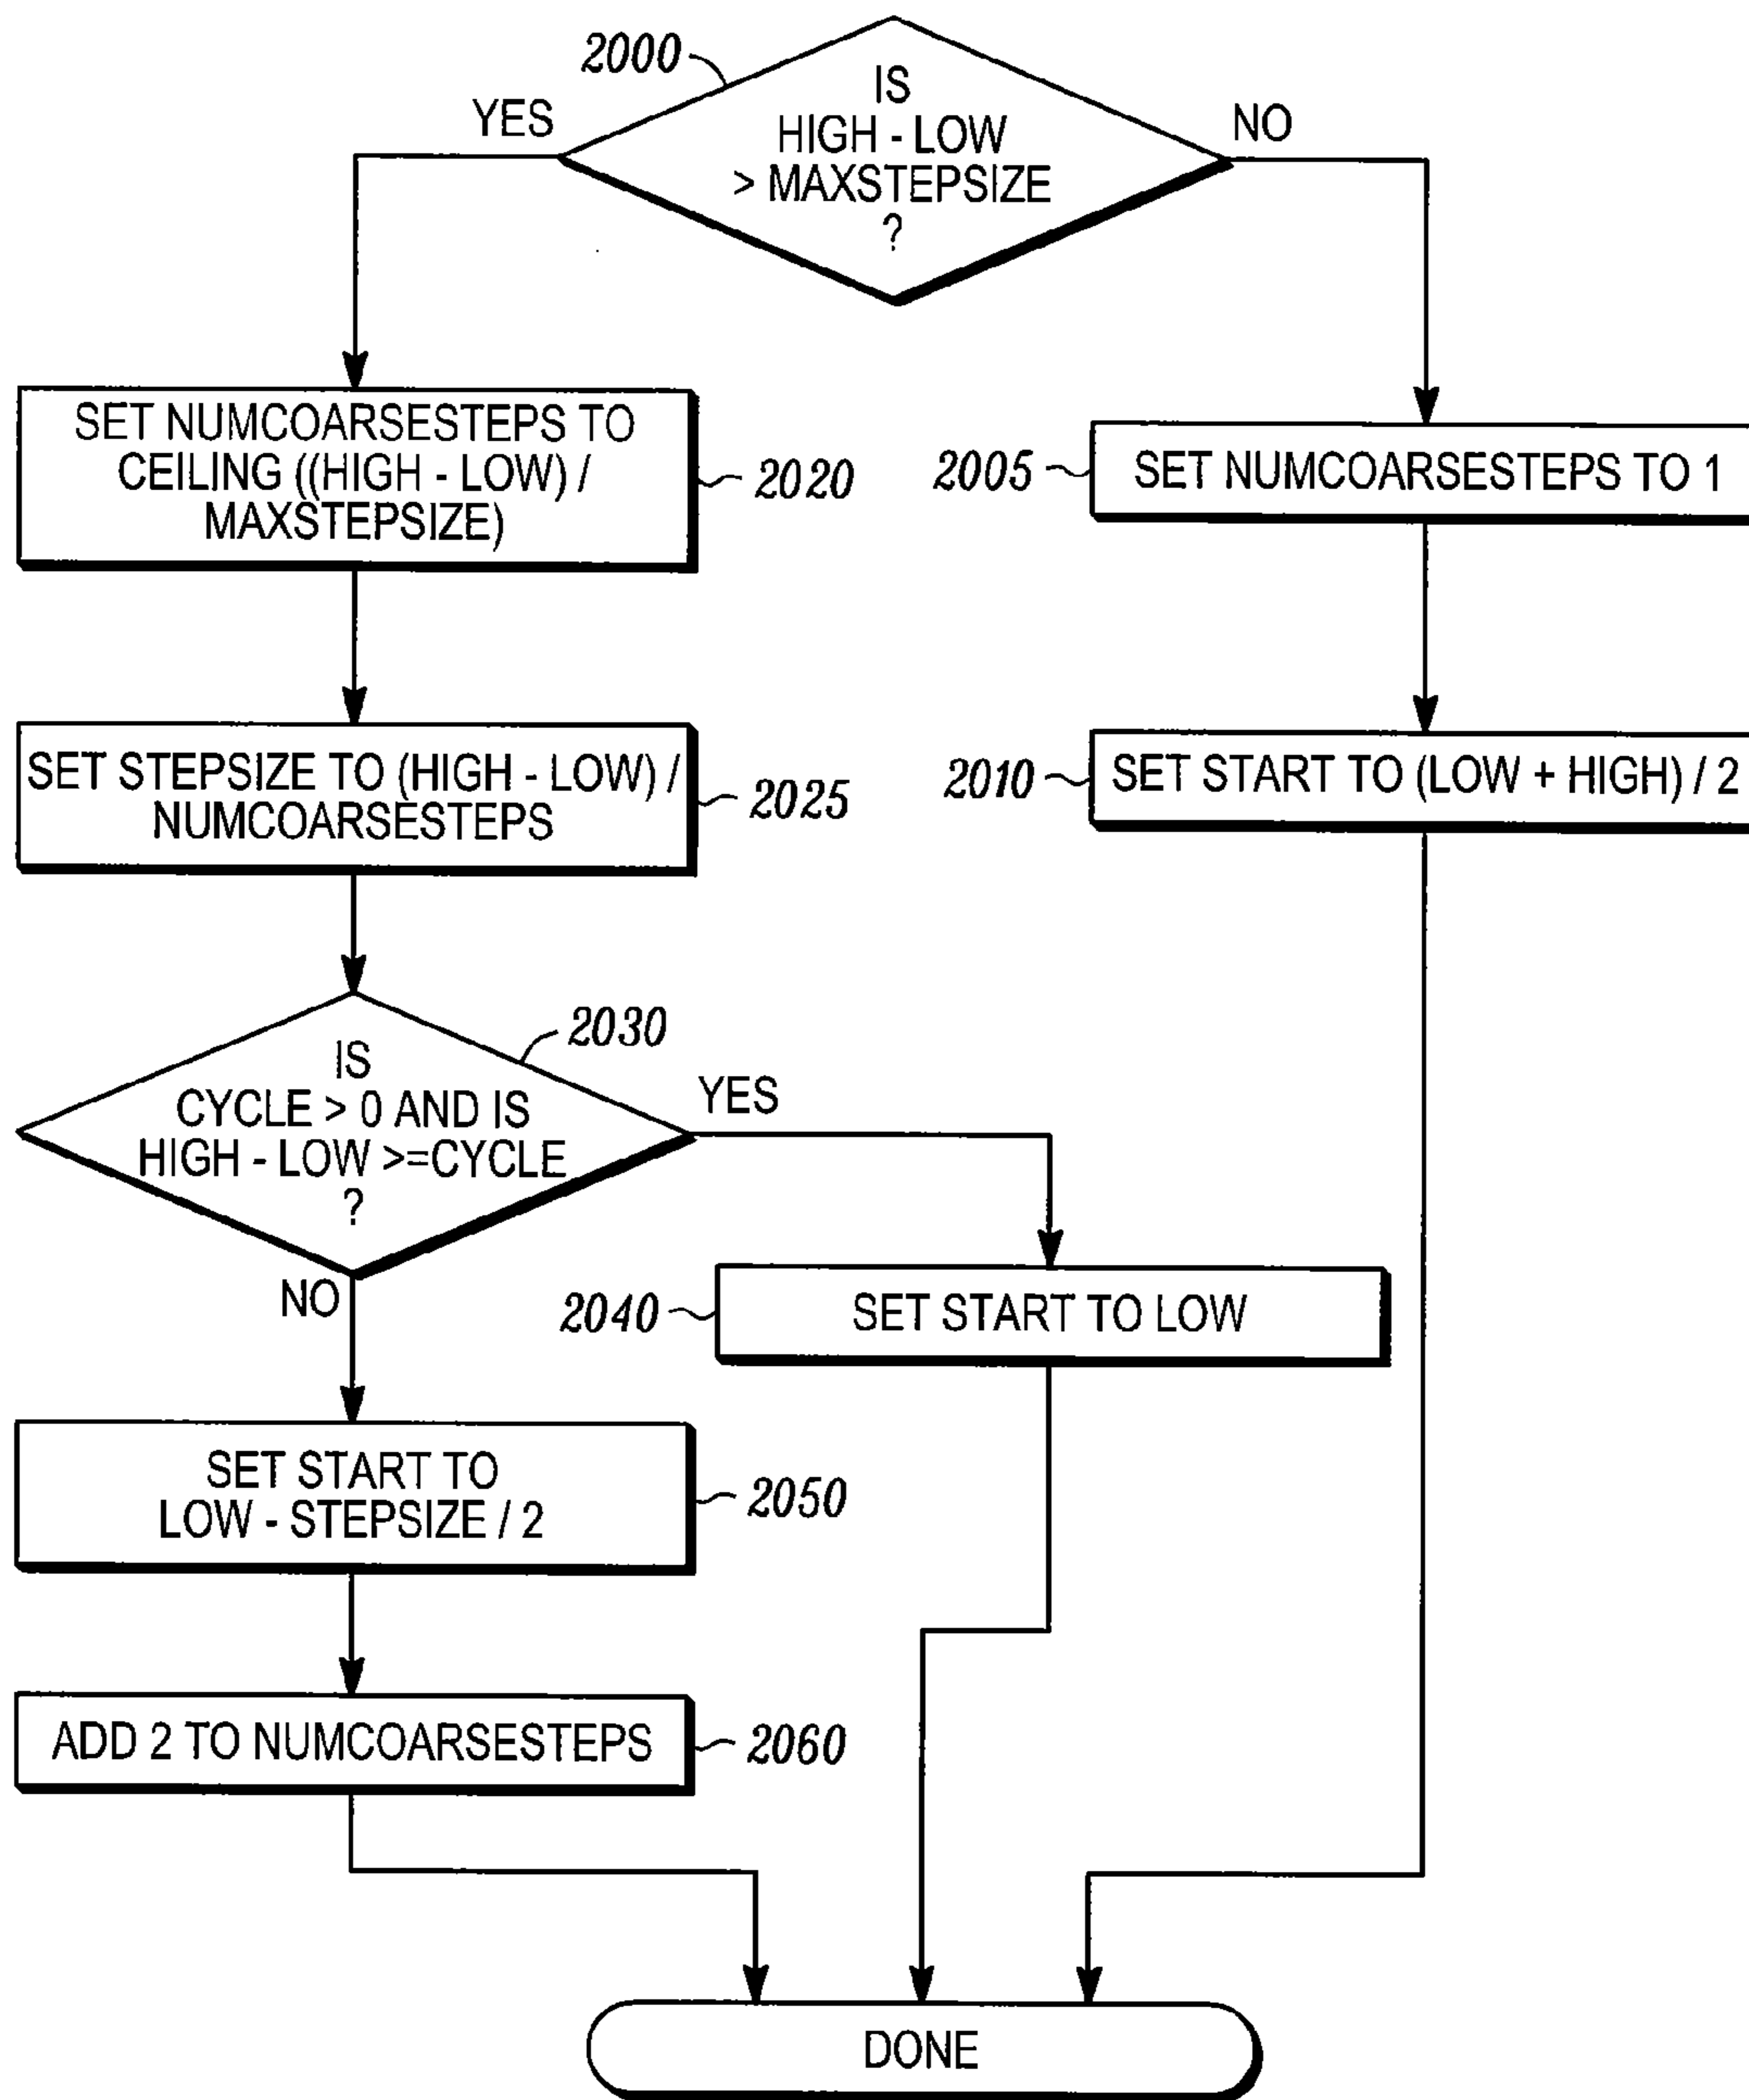 2000
IS
HIGH - LOW
> MAXSTEPSIZE
?
YES
NO
SET NUMCOARSESTEPS TO
CEILING ((HIGH - LOW) /
MAXSTEPSIZE)
2020
2005
SET NUMCOARSESTEPS TO 1
SET STEPSIZE TO (HIGH - LOW) /
NUMCOARSESTEPS
2025
2010
SET START TO (LOW + HIGH) / 2
2030
IS
CYCLE > 0 AND IS
HIGH - LOW >=CYCLE
?
YES
NO
2040
SET START TO LOW
SET START TO
LOW - STEPSIZE / 2
2050
ADD 2 TO NUMCOARSESTEPS
2060
DONE